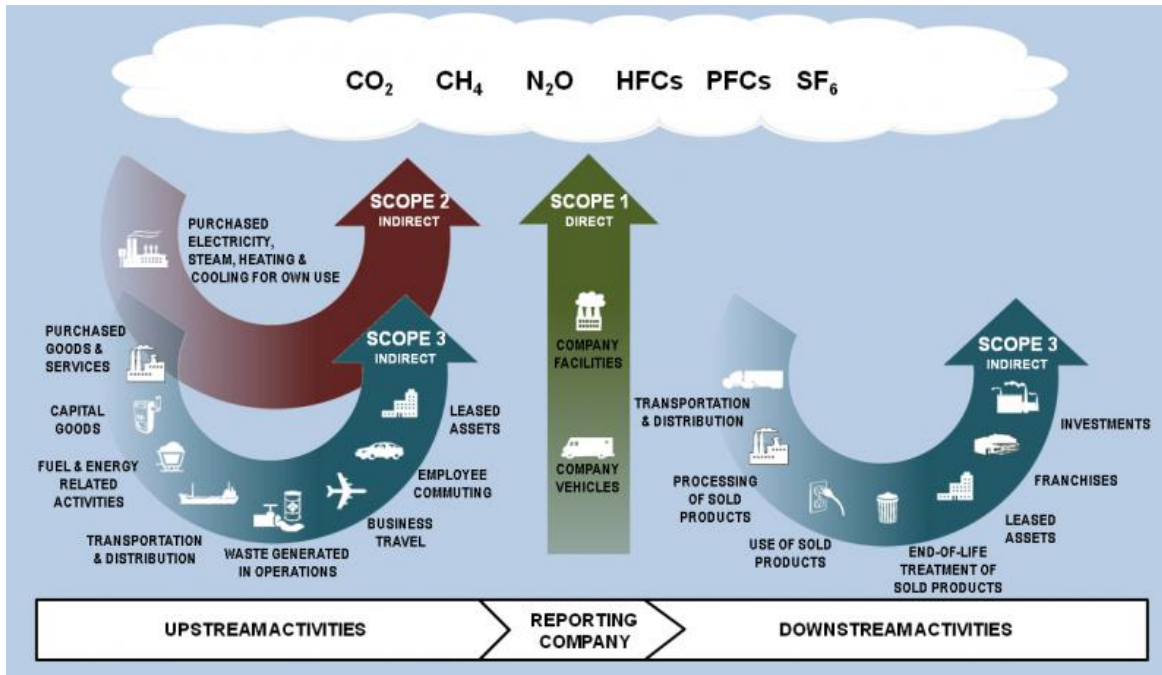 CO₂ CH₄ N₂O HFCs PFCs SF₆
SCOPE 2
INDIRECT
PURCHASED
ELECTRICITY,
STEAM, HEATING &
COOLING FOR OWN USE
SCOPE 3
INDIRECT
PURCHASED
GOODS &
SERVICES
CAPITAL
GOODS
FUEL & ENERGY
RELATED
ACTIVITIES
TRANSPORTATION
& DISTRIBUTION
WASTE GENERATED
IN OPERATIONS
BUSINESS
TRAVEL
EMPLOYEE
COMMUTING
LEASED
ASSETS
SCOPE 1
DIRECT
COMPANY
FACILITIES
COMPANY
VEHICLES
SCOPE 3
INDIRECT
TRANSPORTATION
& DISTRIBUTION
PROCESSING
OF SOLD
PRODUCTS
USE OF SOLD
PRODUCTS
END-OF-LIFE
TREATMENT OF
SOLD PRODUCTS
LEASED
ASSETS
FRANCHISES
INVESTMENTS
UPSTREAMACTIVITIES
REPORTING
COMPANY
DOWNSTREAMACTIVITIES